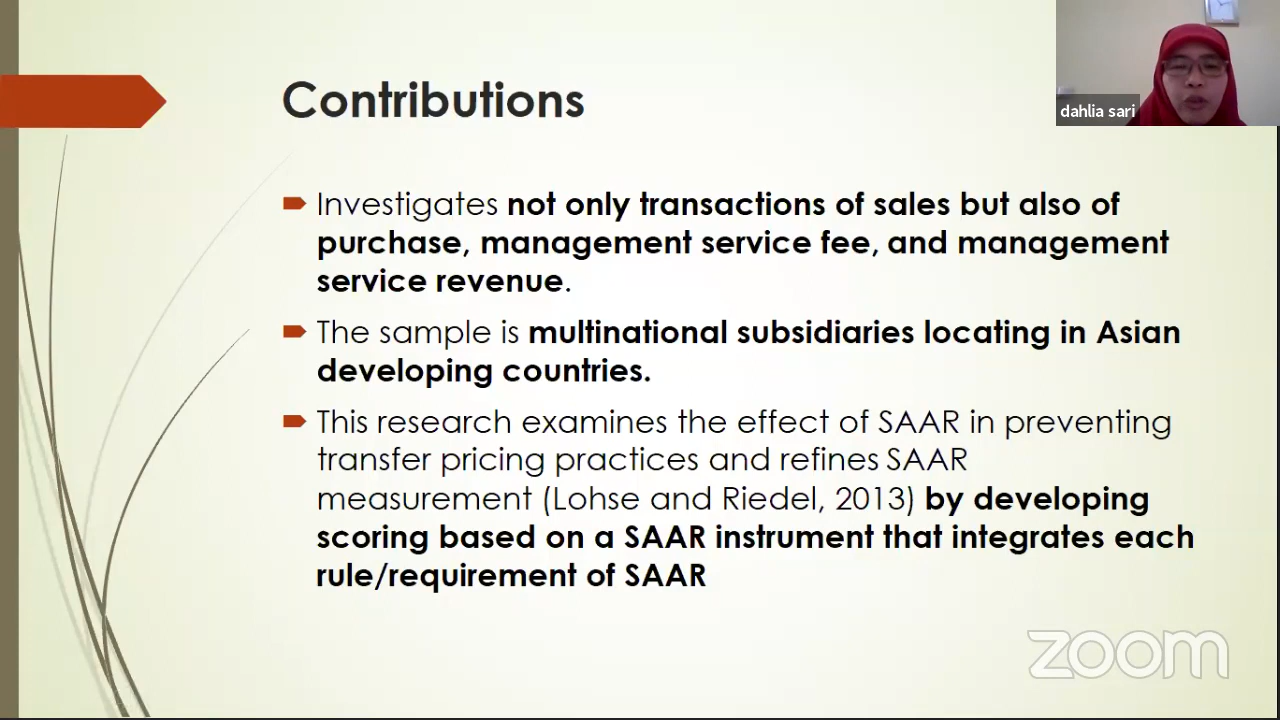 Contributions
dahlia sari
Investigates not only transactions of sales but also of
purchase, management service fee, and management
service revenue.
The sample is multinational subsidiaries locating in Asian
developing countries.
This research examines the effect of SAAR in preventing
transfer pricing practices and refines SAAR
measurement (Lohse and Riedel, 2013) by developing
scoring based on a SAAR instrument that integrates each
rule/requirement of SAAR
zoom